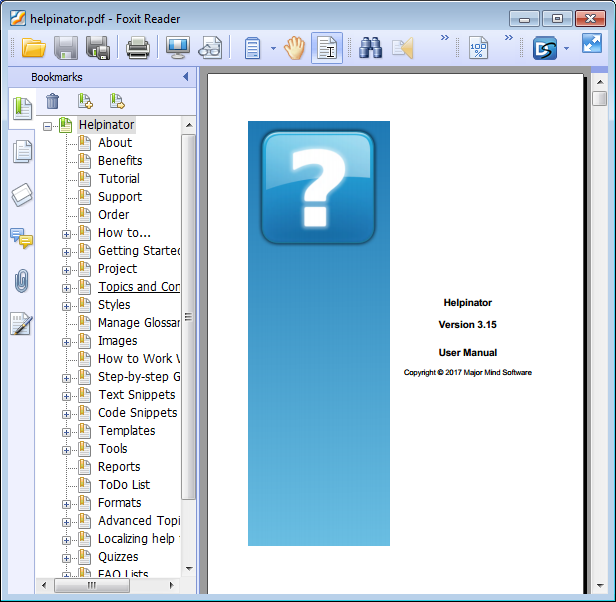 helpinator.pdf - Foxit Reader
100
%
Bookmarks
Helpinator
About
Benefits
Tutorial
Support
Order
How to...
Getting Started
Project
Topics and Con
Styles
Manage Glossar
Images
How to Work W
Step-by-step G
Text Snippets
Code Snippets
Templates
Tools
Reports
ToDo List
Formats
Advanced Topi
Localizing help
Quizzes
FAQ Lists
?
Helpinator
Version 3.15
User Manual
Copyright © 2017 Major Mind Software